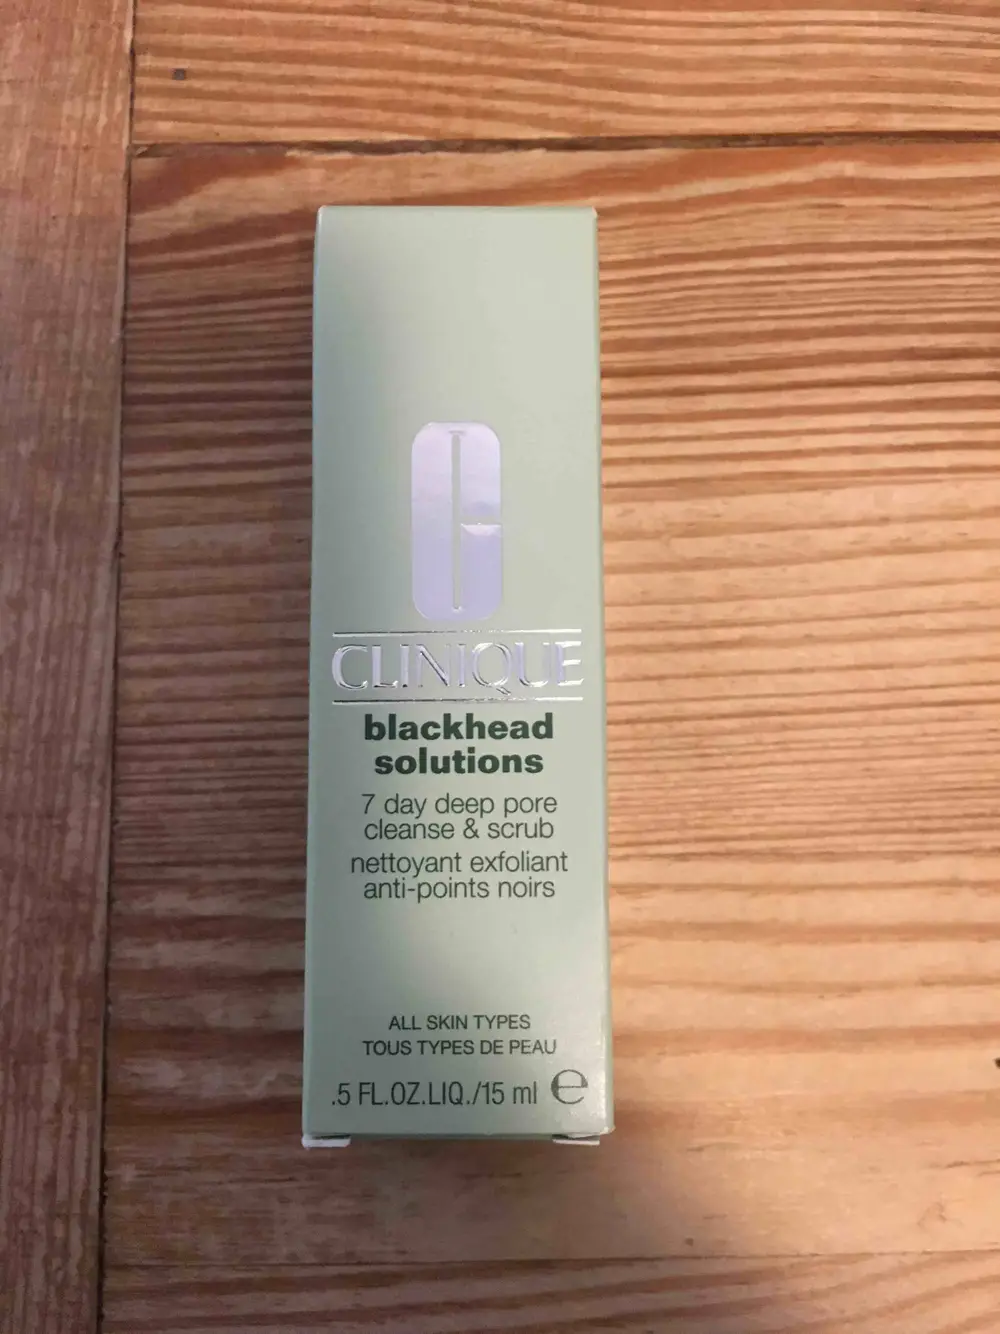 C
CLINIQUE
blackhead
solutions
7 day deep pore
cleanse & scrub
nettoyant exfoliant
anti-points noirs
ALL SKIN TYPES
TOUS TYPES DE PEAU
.5 FL.OZ.LIQ./15 ml ℮